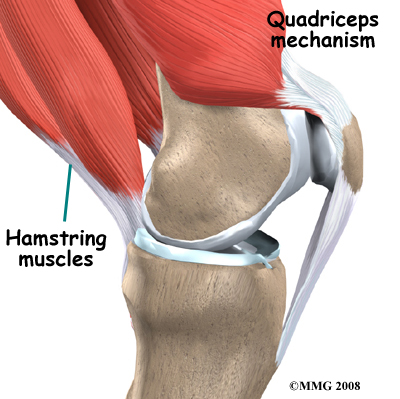 Quadriceps
mechanism
Hamstring
muscles
©MMG 2008